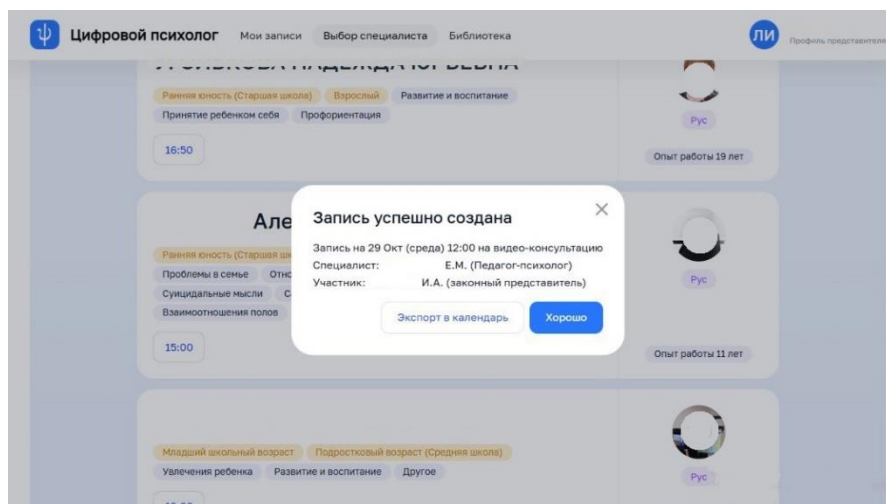 Цифровой психолог Мои записи Выбор специалиста Библиотека ЛИ Профиль представителя
Ранняя юность (Старшая школа) Взрослый Развитие и воспитание
Принятие ребенком себя Профориентация
Рус
16:50
Опыт работы 19 лет
Запись успешно создана
Запись на 29 Окт (среда) 12:00 на видео-консультацию
Специалист: Е.М. (Педагог-психолог)
Участник: И.А. (законный представитель)
Экспорт в календарь Хорошо
Але
Ранняя юность (Старшая
Проблемы в семье
Суицидальные мысли
Взаимоотношения полов
Рус
15:00
Опыт работы 11 лет
Младший школьный возраст Подростковый возраст (Средняя школа)
Увлечения ребенка Развитие и воспитание Другое
Рус